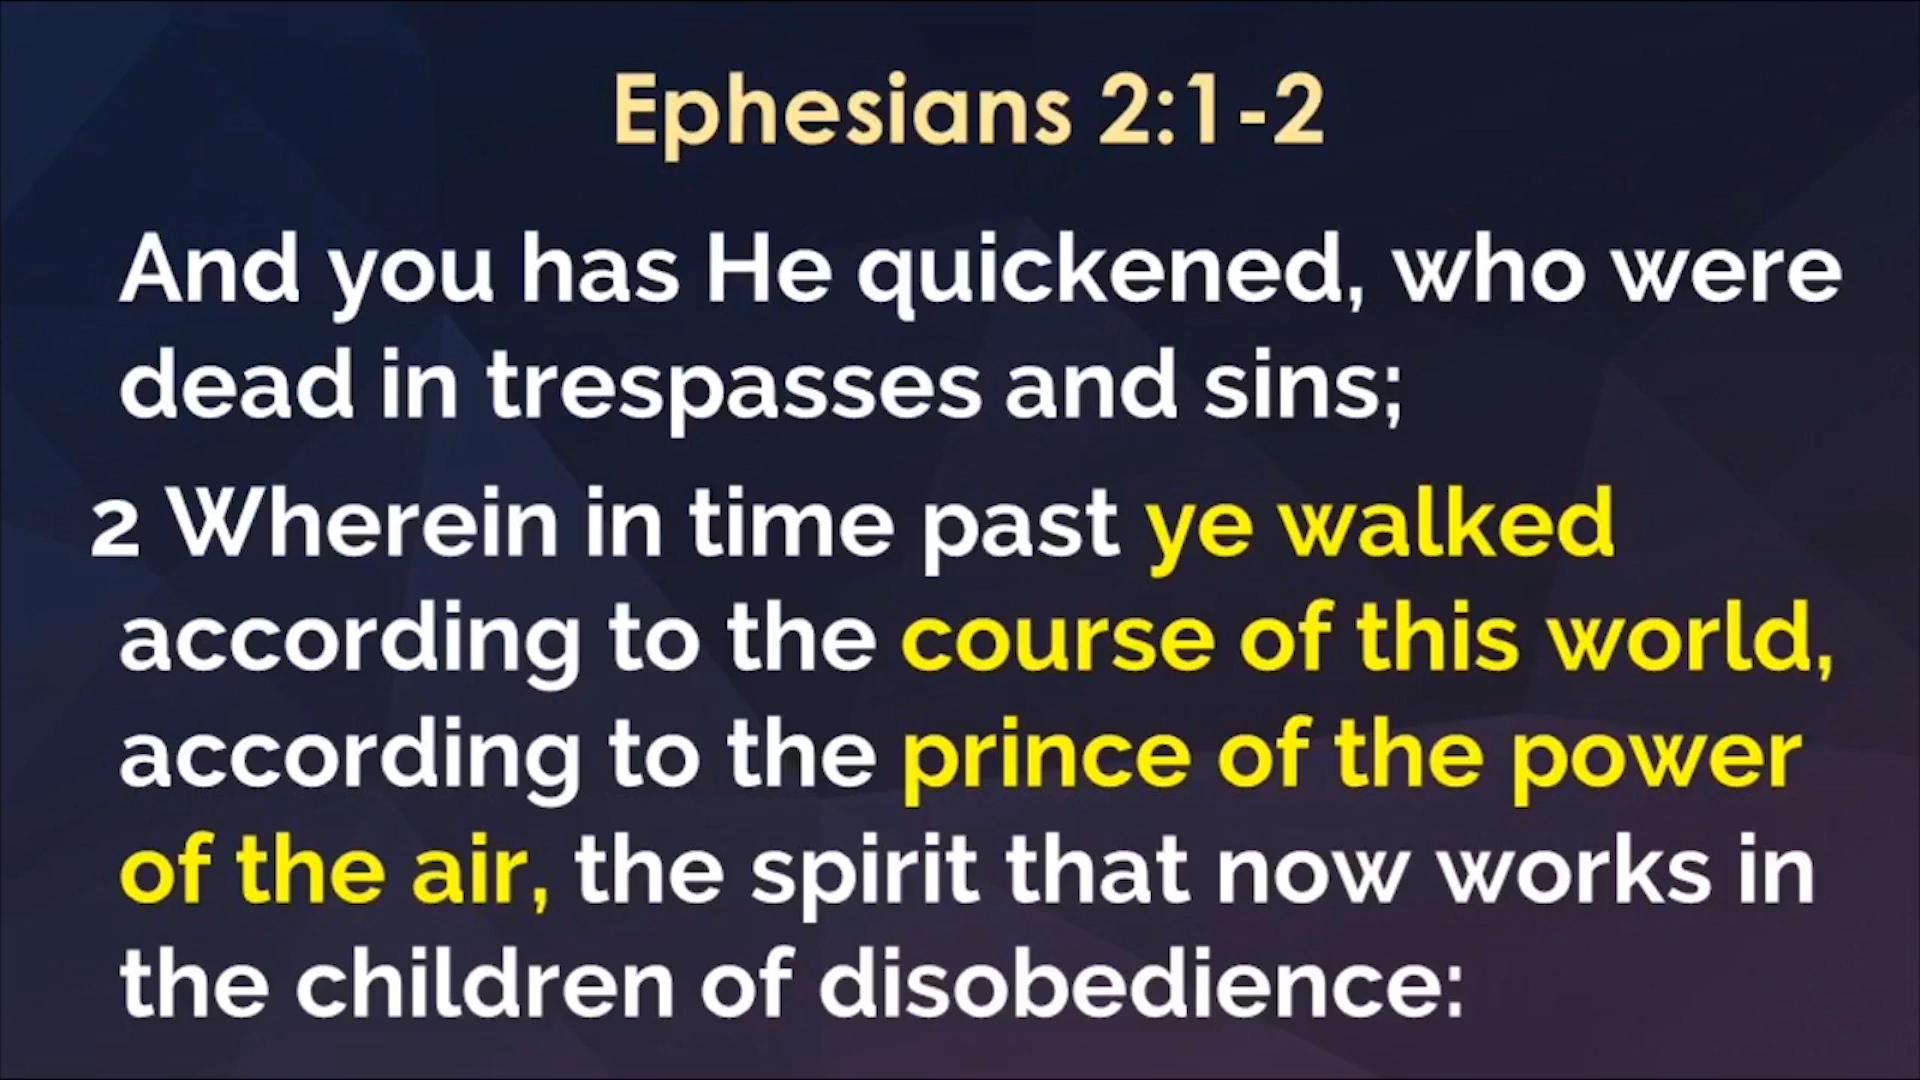 Ephesians 2:1-2
And you has He quickened, who were
dead in trespasses and sins;
2 Wherein in time past ye walked
according to the course of this world,
according to the prince of the power
of the air, the spirit that now works in
the children of disobedience: